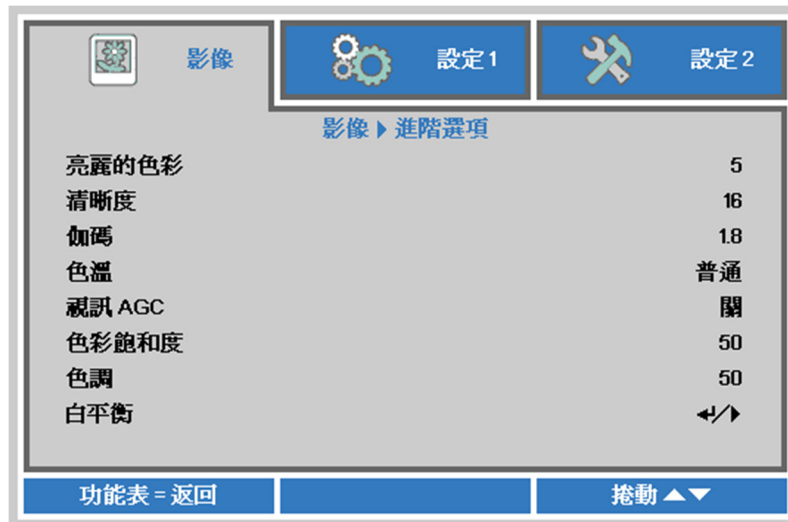 影像 設定1 設定2
影像 ▶ 進階選項
亮麗的色彩 5
清晰度 16
伽碼 1.8
色溫 普通
視訊 AGC 關
色彩飽和度 50
色調 50
白平衡 ↵/▶
功能表 = 返回 捲動 ▲▼